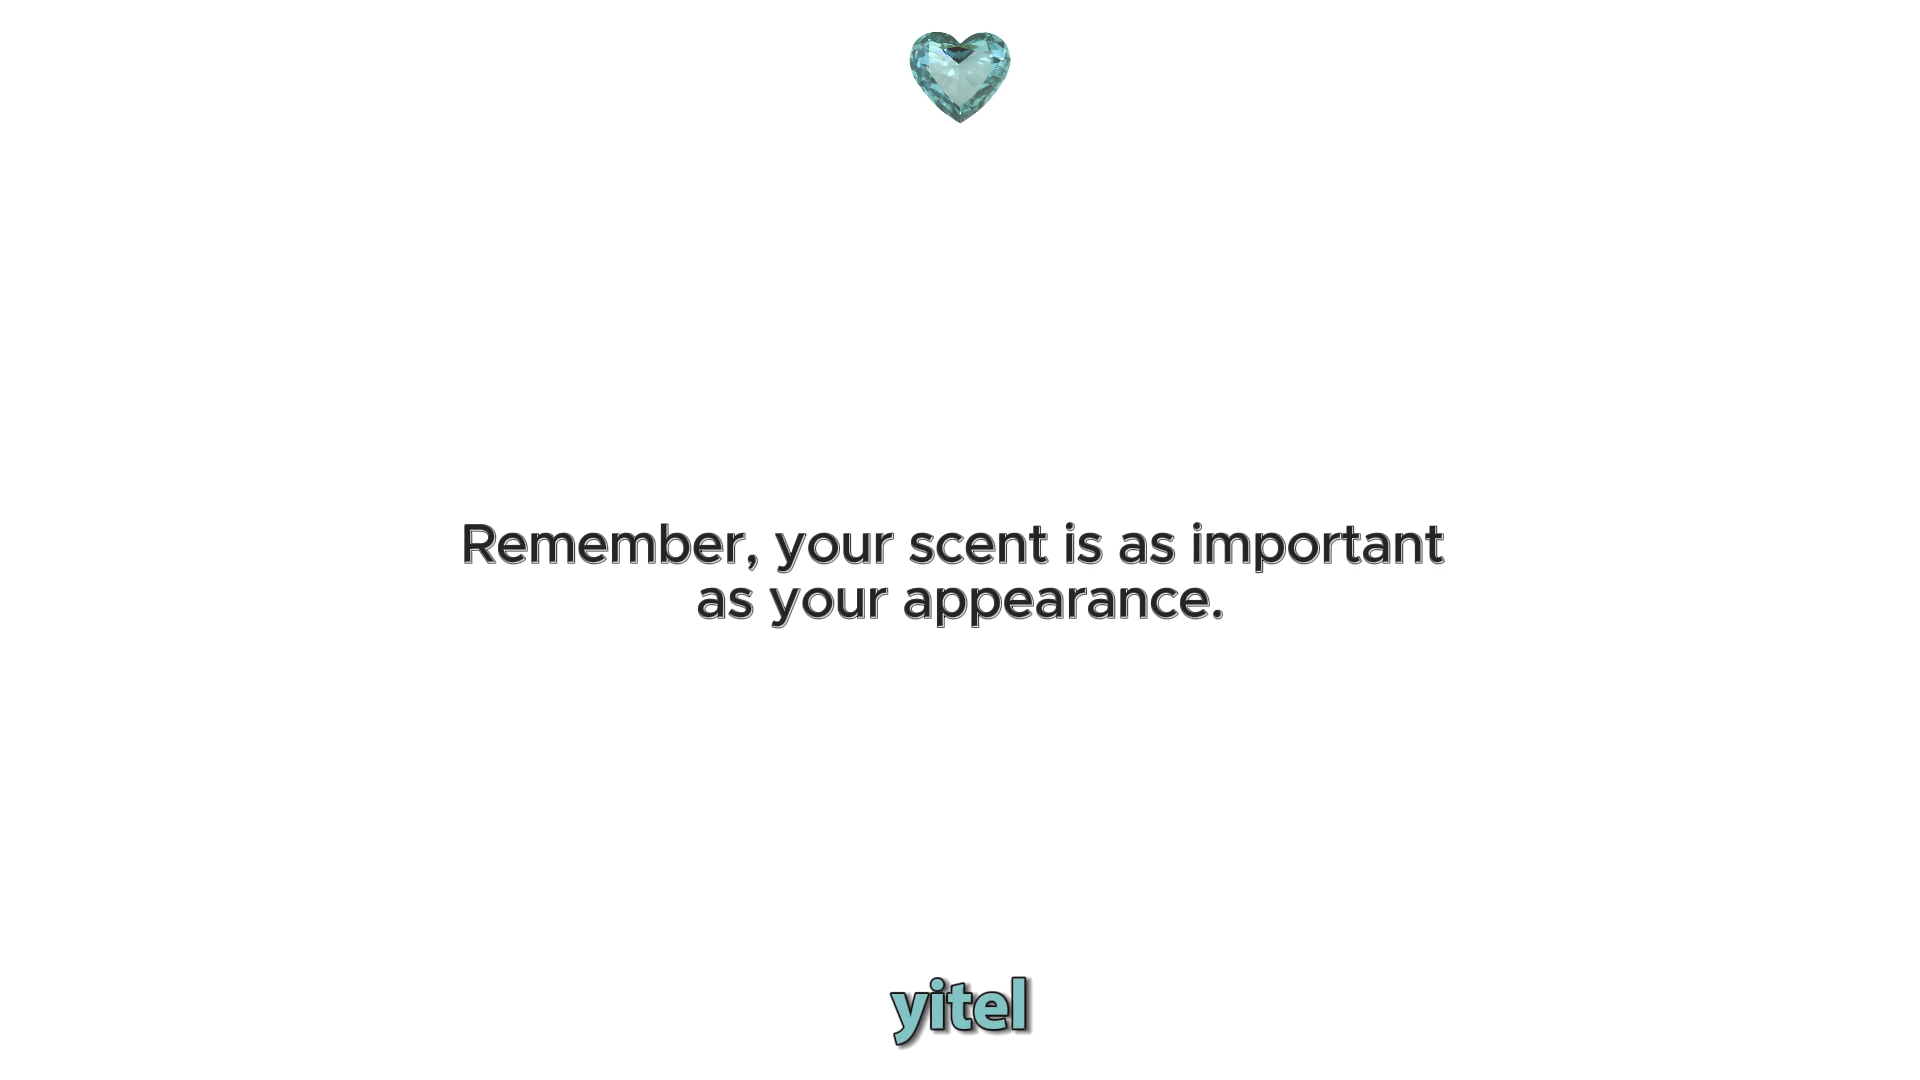 Remember, your scent is as important
as your appearance.
yitel